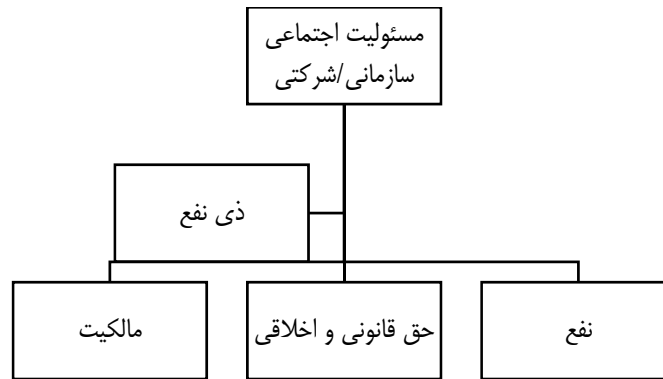 مسئولیت اجتماعی
سازمانی/شرکتی
ذی نفع
نفع
حق قانونی و اخلاقی
مالکیت